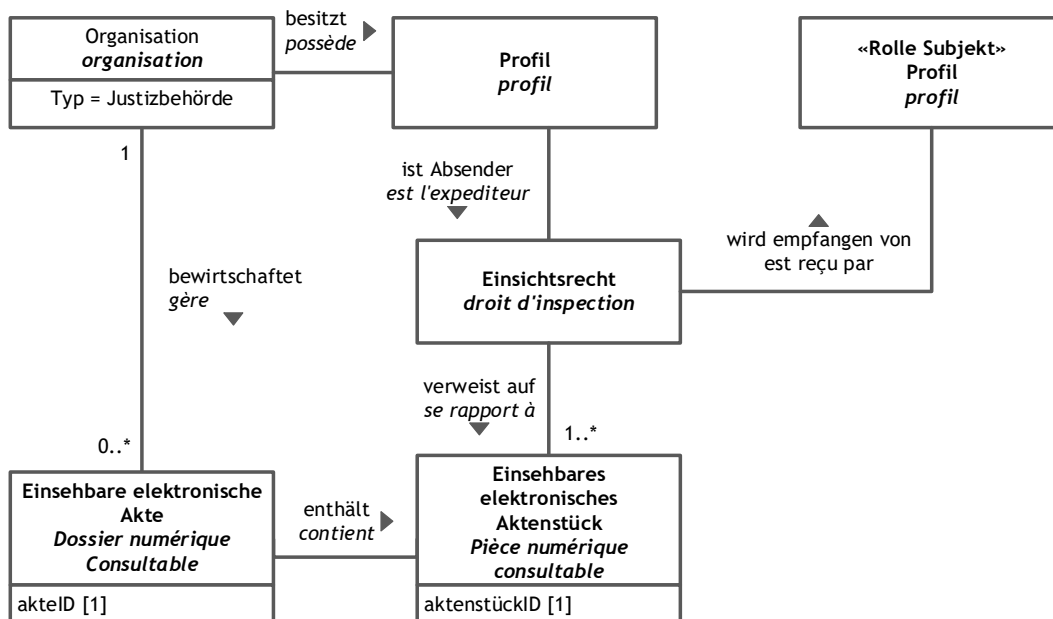 Organisation
organisation
Typ = Justizbehörde
besitzt
possède
Profil
profil
«Rolle Subjekt»
Profil
profil
1
ist Absender
est l'expediteur
wird empfangen von
est reçu par
Einsichtsrecht
droit d'inspection
bewirtschaftet
gère
verweist auf
se rapport à
0..*
1..*
Einsehbare elektronische
Akte
Dossier numérique
Consultable
akteID [1]
enthält
contient
Einsehbares
elektronisches
Aktenstück
Pièce numérique
consultable
aktenstückID [1]